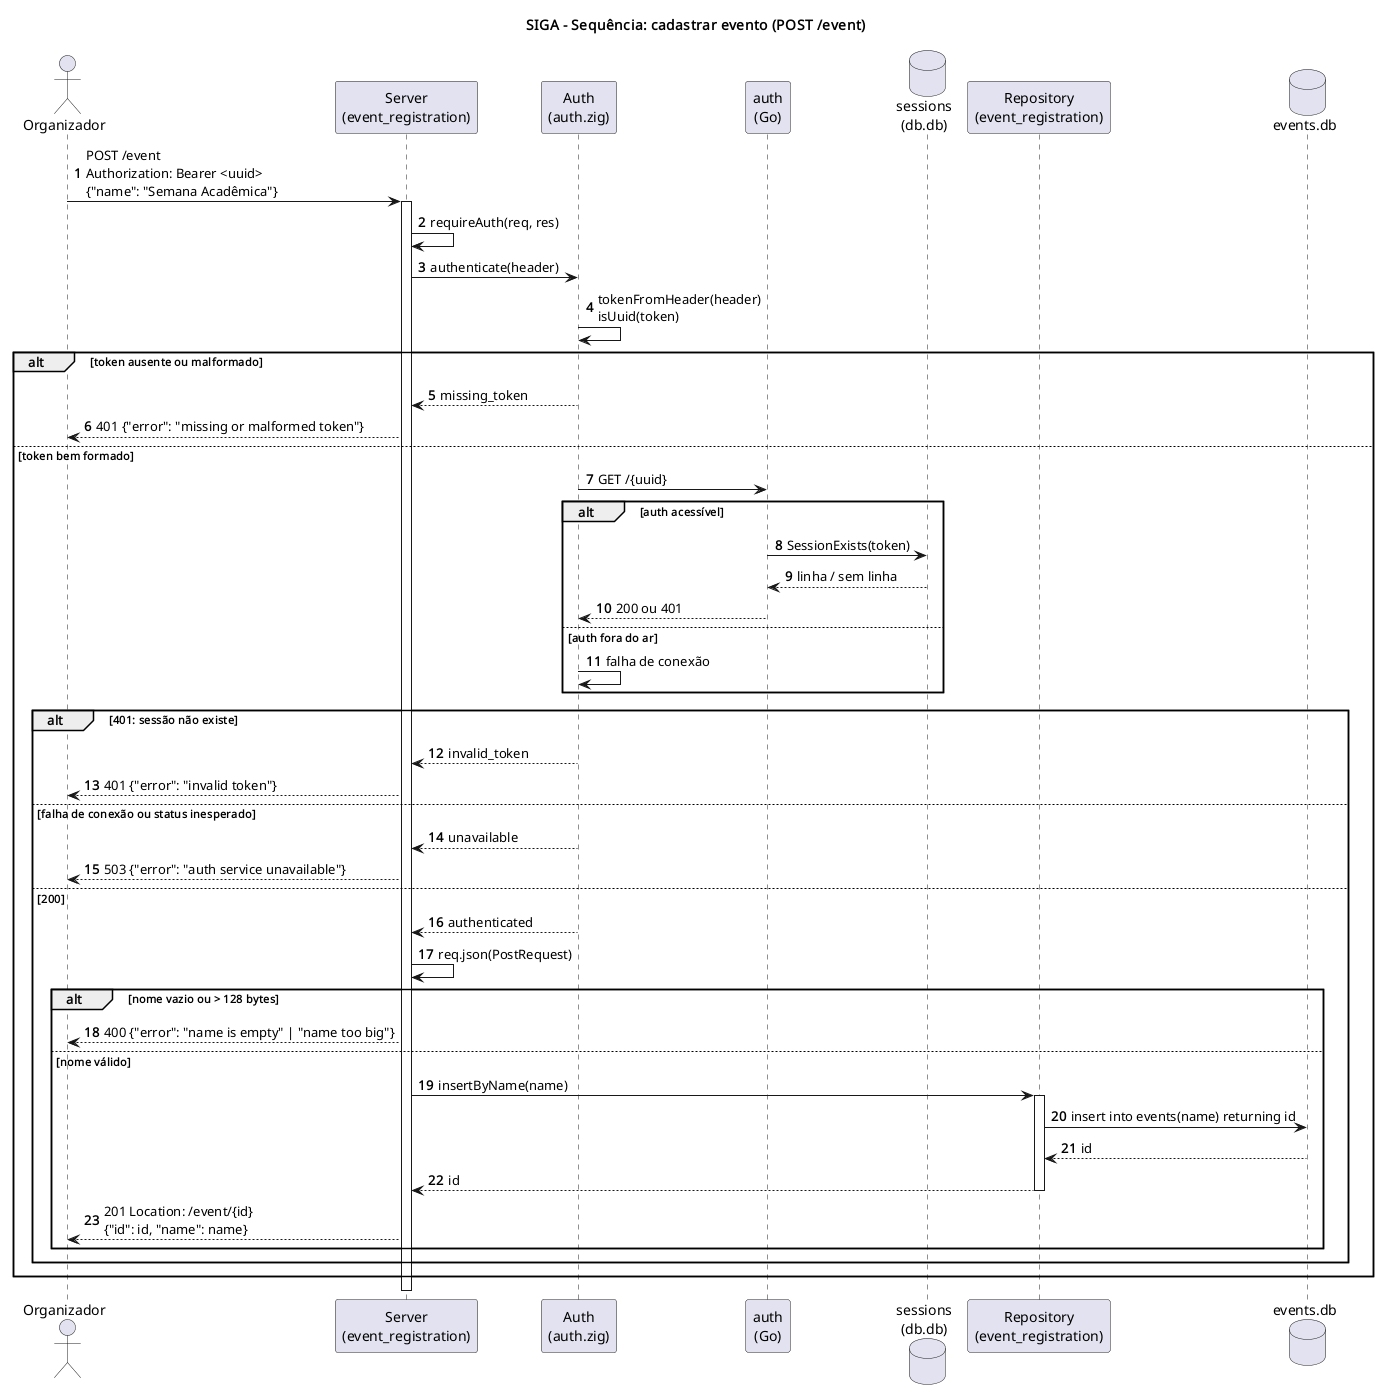 SIGA - Sequência: cadastrar evento (POST /event)
Organizador
Server
(event_registration)
Auth
(auth.zig)
auth
(Go)
sessions
(db.db)
Repository
(event_registration)
events.db
1 POST /event
Authorization: Bearer <uuid>
{"name": "Semana Acadêmica"}
2 requireAuth(req, res)
3 authenticate(header)
4 tokenFromHeader(header)
isUuid(token)
alt [token ausente ou malformado]
5 missing_token
6 401 {"error": "missing or malformed token"}
[token bem formado]
7 GET /{uuid}
alt [auth acessível]
8 SessionExists(token)
9 linha / sem linha
10 200 ou 401
[auth fora do ar]
11 falha de conexão
alt [401: sessão não existe]
12 invalid_token
13 401 {"error": "invalid token"}
[falha de conexão ou status inesperado]
14 unavailable
15 503 {"error": "auth service unavailable"}
[200]
16 authenticated
17 req.json(PostRequest)
alt [nome vazio ou > 128 bytes]
18 400 {"error": "name is empty" | "name too big"}
[nome válido]
19 insertByName(name)
20 insert into events(name) returning id
21 id
22 id
23 201 Location: /event/{id}
{"id": id, "name": name}
Organizador
Server
(event_registration)
Auth
(auth.zig)
auth
(Go)
sessions
(db.db)
Repository
(event_registration)
events.db